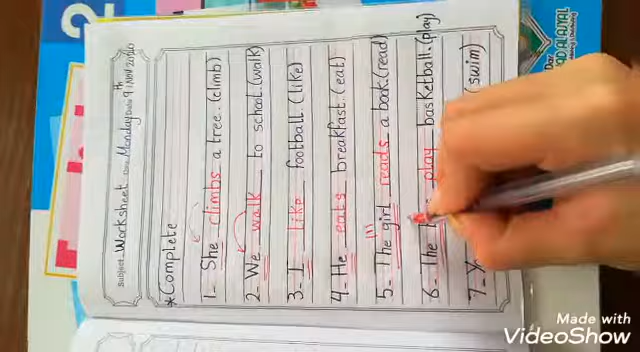 Subject: Worksheet Day: Monday Date: 9th
*Complete
1- She climbs a tree. (climb)
2- We walk to school. (walk)
3- I like football. (like)
4- He eats breakfast. (eat)
5- The girl reads a book. (read)
6- The play basketball. (play)
7- (swim)
2
Made with
VideoShow